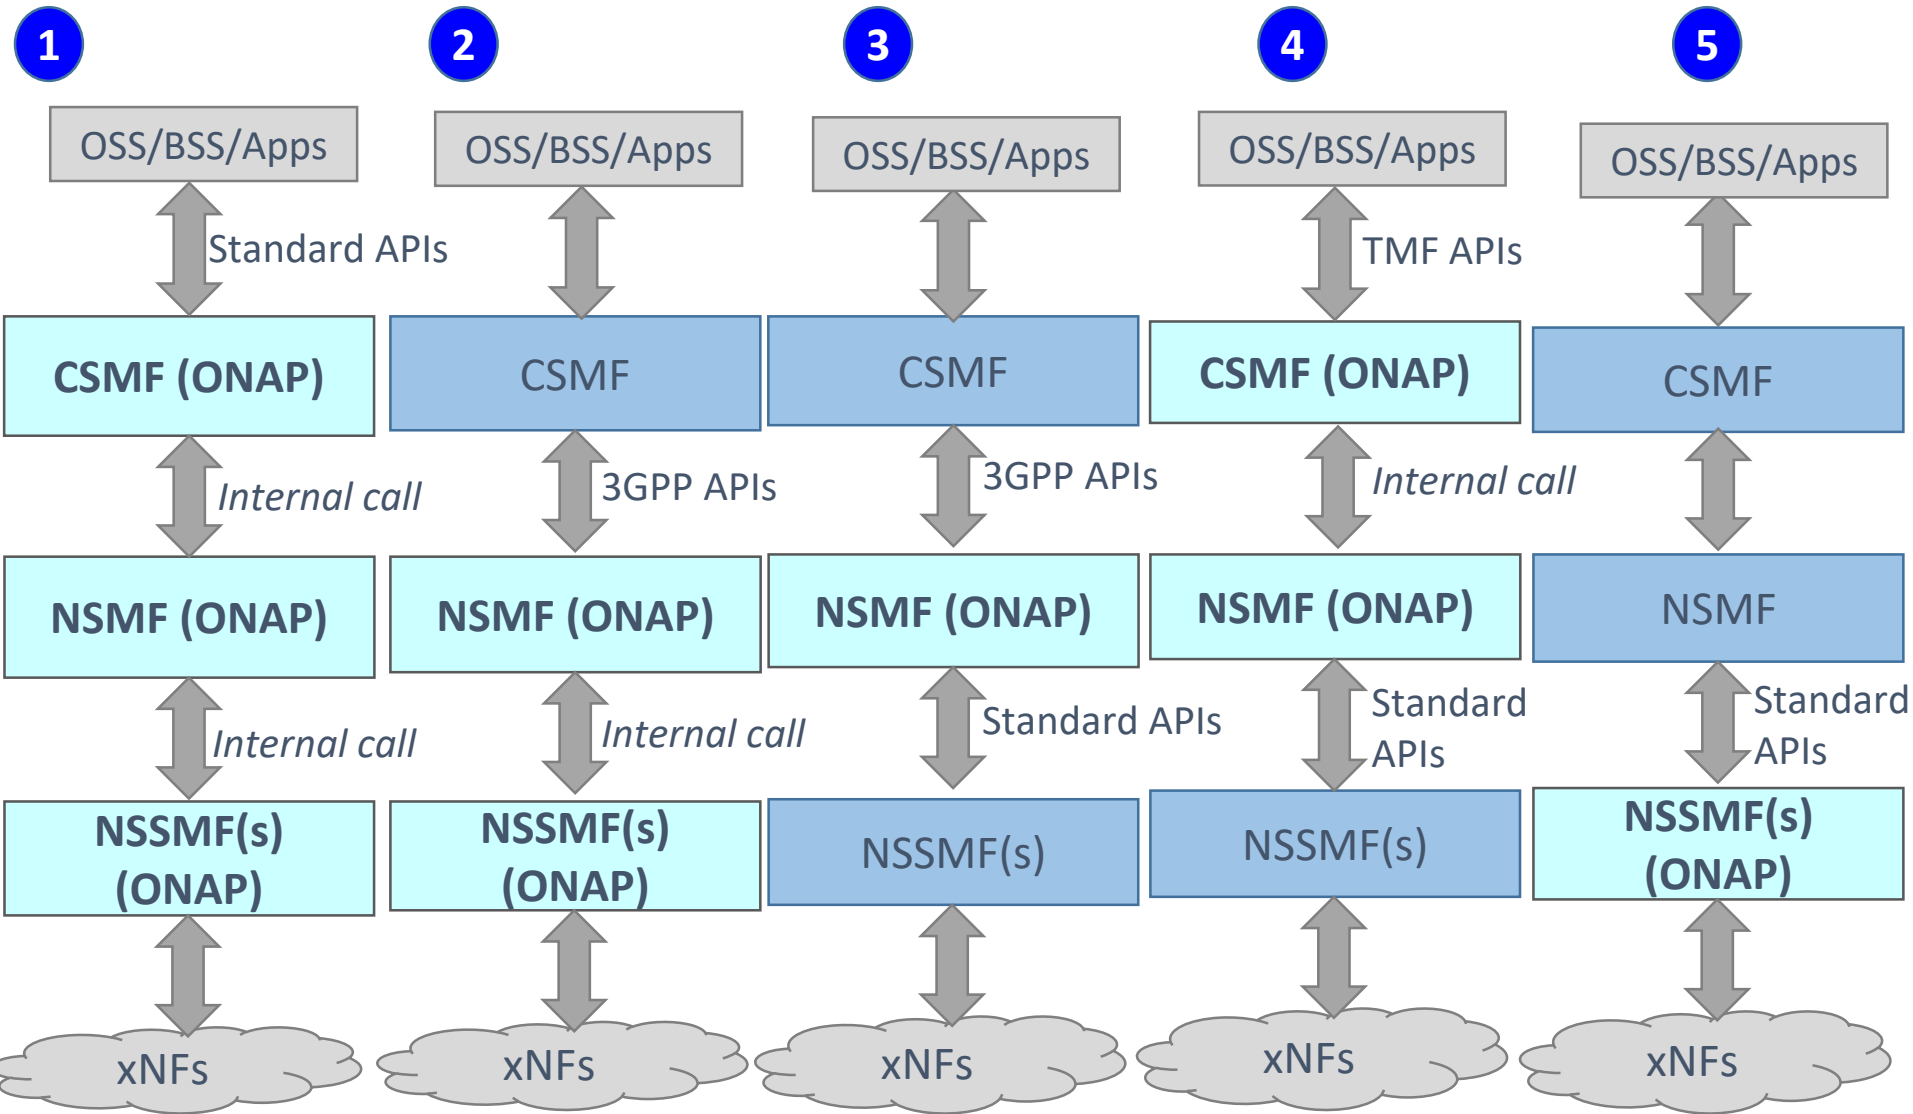 1
2
3
4
5
OSS/BSS/Apps
OSS/BSS/Apps
OSS/BSS/Apps
OSS/BSS/Apps
OSS/BSS/Apps
Standard APIs
TMF APIs
CSMF (ONAP)
CSMF
CSMF
CSMF (ONAP)
CSMF
Internal call
3GPP APIs
3GPP APIs
Internal call
NSMF (ONAP)
NSMF (ONAP)
NSMF (ONAP)
NSMF (ONAP)
NSMF
Internal call
Internal call
Standard APIs
Standard
APIs
Standard
APIs
NSSMF(s)
(ONAP)
NSSMF(s)
(ONAP)
NSSMF(s)
NSSMF(s)
NSSMF(s)
(ONAP)
xNFs
xNFs
xNFs
xNFs
xNFs